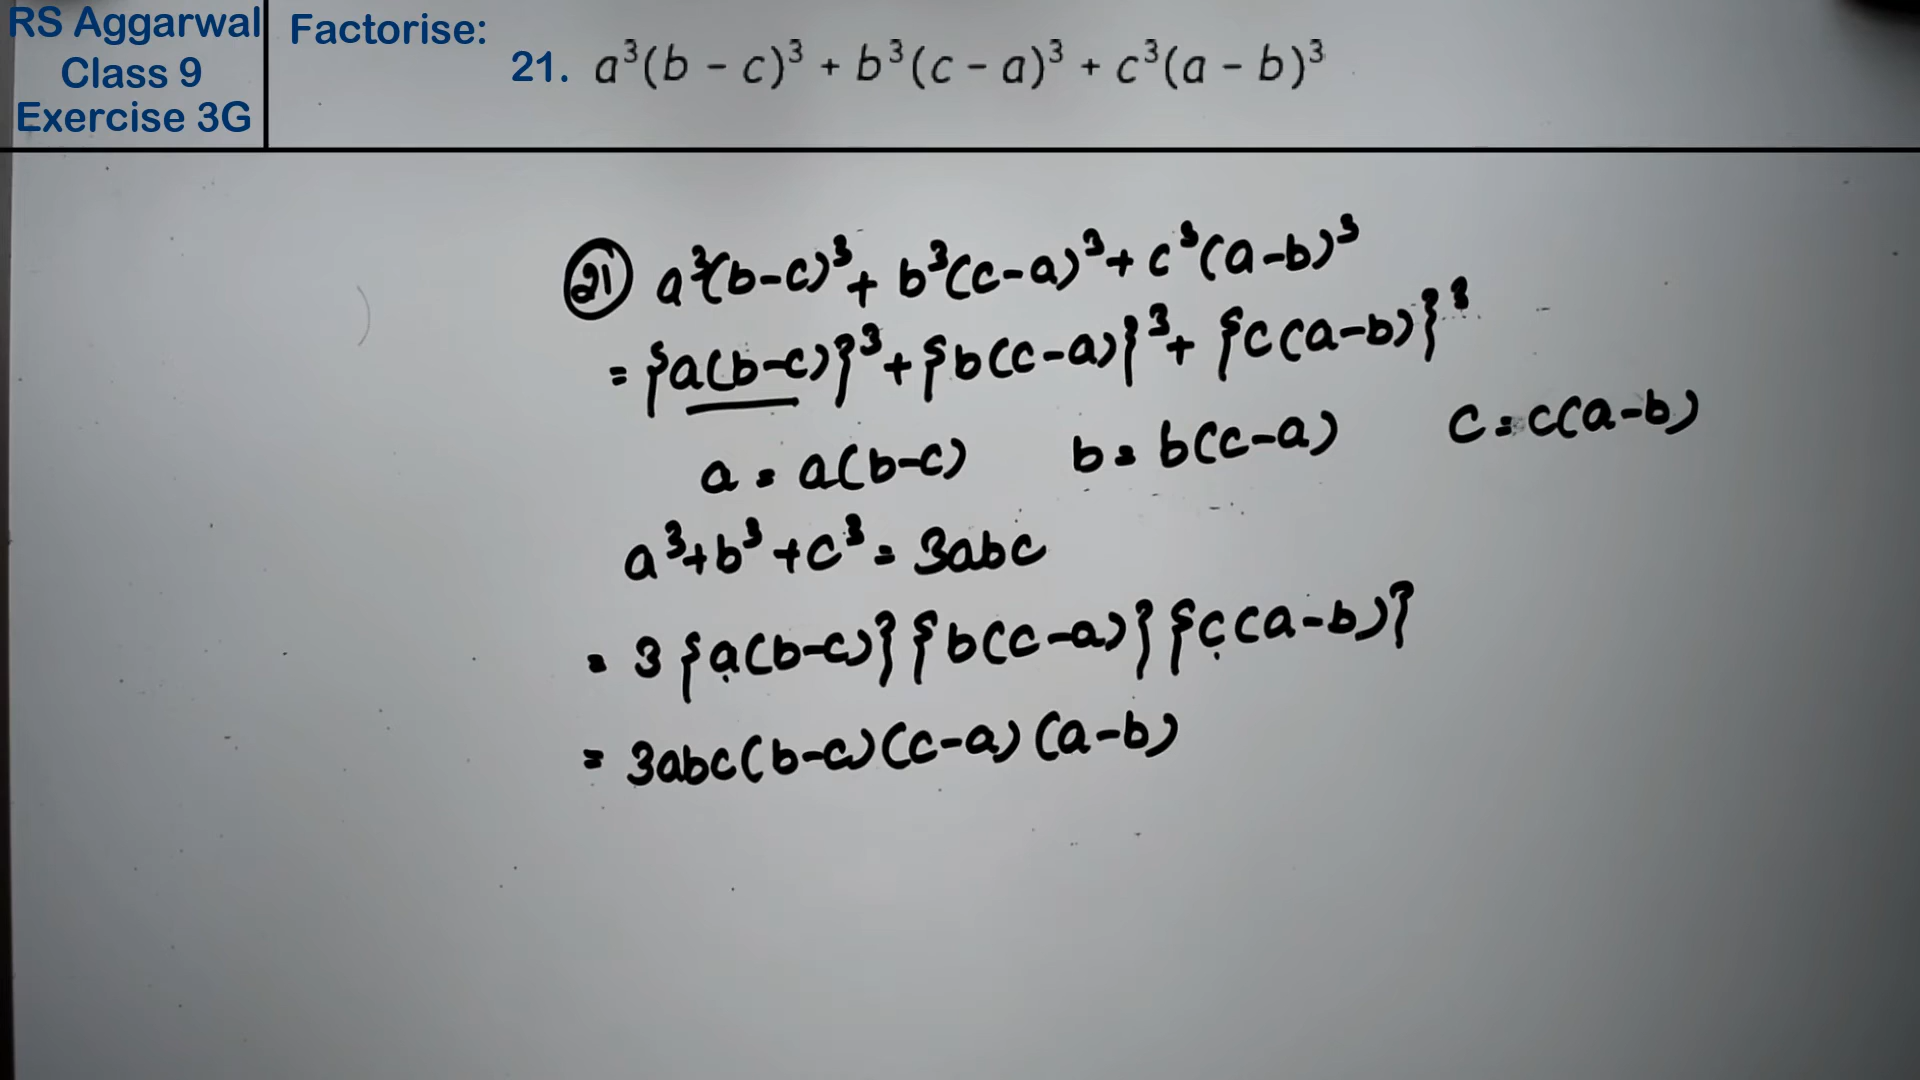 RS Aggarwal
Class 9
Exercise 3G
Factorise:
21. a³(b - c)³ + b³(c - a)³ + c³(a - b)³
21 a³(b-c)³ + b³(c-a)³ + c³(a-b)³
= {a(b-c)}³ + {b(c-a)}³ + {c(a-b)}³
a = a(b-c) b = b(c-a) c = c(a-b)
a³+b³+c³ = 3abc
= 3{a(b-c)}{b(c-a)}{c(a-b)}
= 3abc(b-c)(c-a)(a-b)